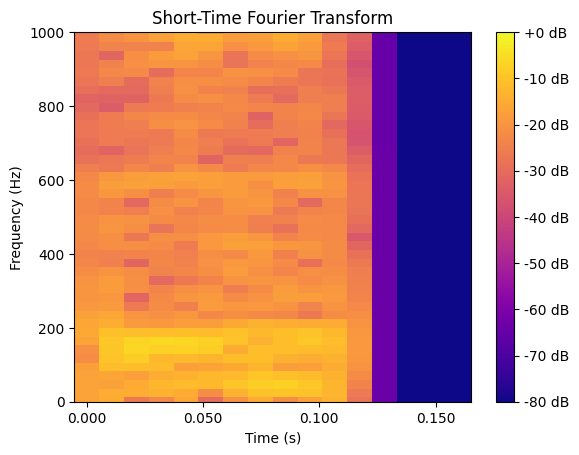 Short-Time Fourier Transform
1000
800
600
400
200
0
Frequency (Hz)
0.000
0.050
0.100
0.150
Time (s)
+0 dB
-10 dB
-20 dB
-30 dB
-40 dB
-50 dB
-60 dB
-70 dB
-80 dB